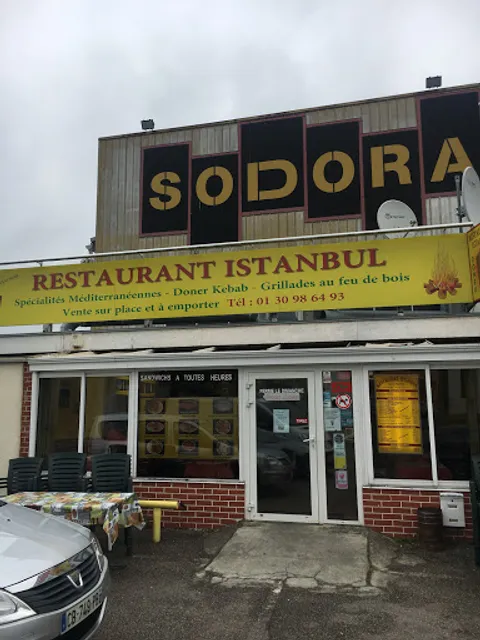 SODORA
RESTAURANT ISTANBUL
Spécialités Méditerranéennes - Doner Kebab - Grillades au feu de bois
Vente sur place et à emporter Tél : 01 30 98 64 93
SANDWICHS A TOUTES HEURES